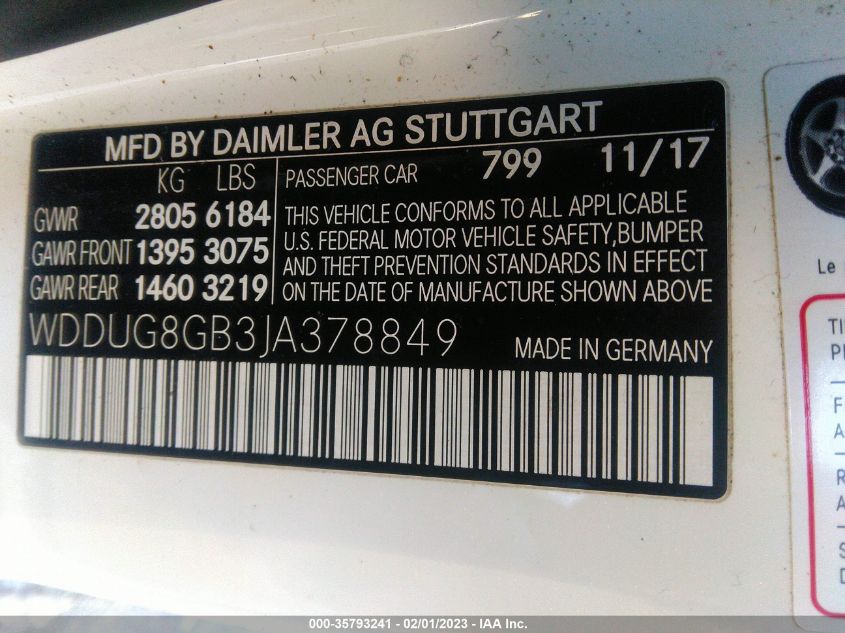 MFD BY DAIMLER AG STUTTGART
KG LBS
GVWR 2805 6184
GAWR FRONT 1395 3075
GAWR REAR 1460 3219
PASSENGER CAR 799 11/17
THIS VEHICLE CONFORMS TO ALL APPLICABLE
U.S. FEDERAL MOTOR VEHICLE SAFETY,BUMPER
AND THEFT PREVENTION STANDARDS IN EFFECT
ON THE DATE OF MANUFACTURE SHOWN ABOVE
WDDUG8GB3JA378849
MADE IN GERMANY
Le
000-35793241 - 02/01/2023 - IAA Inc.